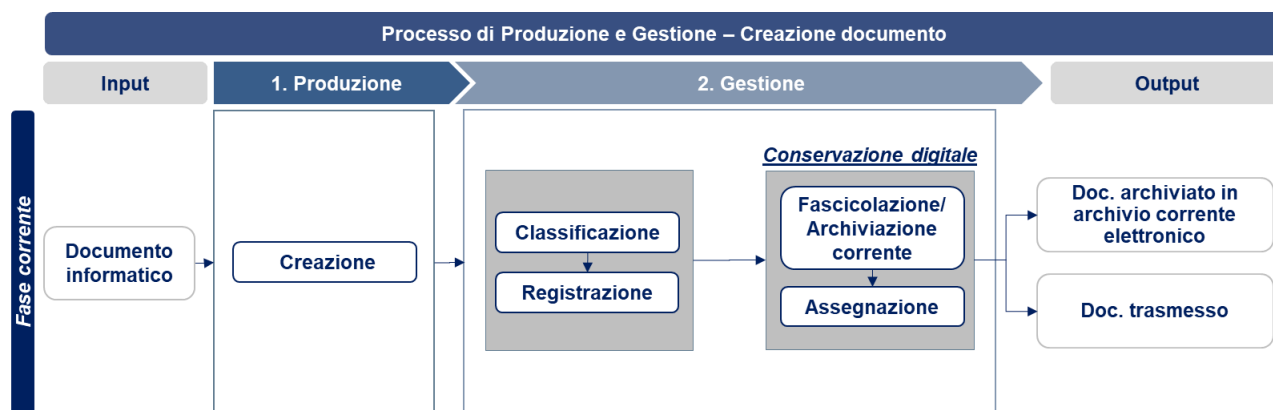 Processo di Produzione e Gestione – Creazione documento
Input
1. Produzione
2. Gestione
Output
Fase corrente
Documento
informatico
Creazione
Classificazione
Registrazione
Conservazione digitale
Fascicolazione/
Archiviazione
corrente
Assegnazione
Doc. archiviato in
archivio corrente
elettronico
Doc. trasmesso